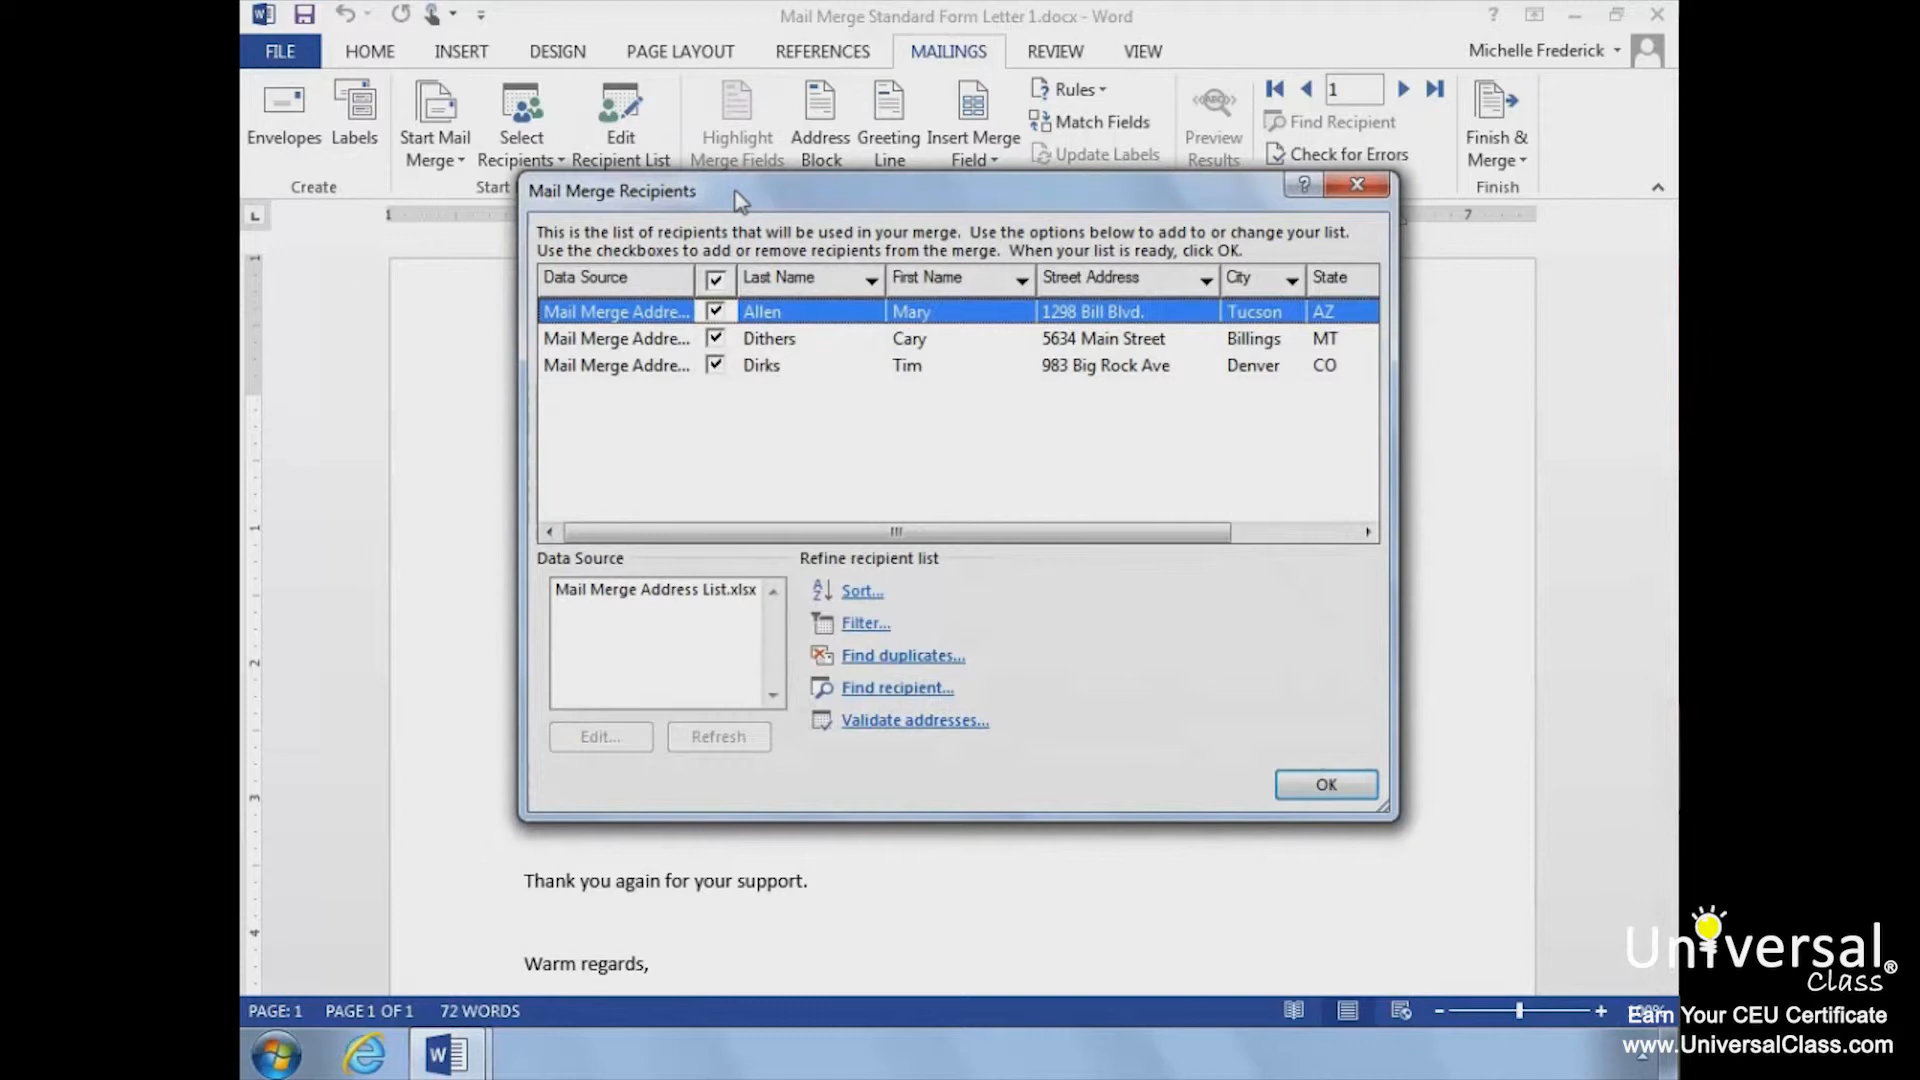 Mail Merge Standard Form Letter 1.docx - Word
FILE HOME INSERT DESIGN PAGE LAYOUT REFERENCES MAILINGS REVIEW VIEW Michelle Frederick
Envelopes
Labels
Start Mail
Merge
Select
Recipients
Edit
Recipient List
Highlight
Merge Fields
Address
Block
Greeting
Line
Insert Merge
Field
Rules
Match Fields
Update Labels
Preview
Results
1
Find Recipient
Check for Errors
Finish &
Merge
Create
Start
Finish
1
7
Mail Merge Recipients
This is the list of recipients that will be used in your merge. Use the options below to add to or change your list.
Use the checkboxes to add or remove recipients from the merge. When your list is ready, click OK.
Data Source Last Name First Name Street Address City State
Mail Merge Addre... Allen Mary 1298 Bill Blvd. Tucson AZ
Mail Merge Addre... Dithers Cary 5634 Main Street Billings MT
Mail Merge Addre... Dirks Tim 983 Big Rock Ave Denver CO
Data Source
Mail Merge Address List.xlsx
Edit...
Refresh
Refine recipient list
Sort...
Filter...
Find duplicates...
Find recipient...
Validate addresses...
OK
1
2
3
4
Thank you again for your support.
Warm regards,
PAGE: 1 PAGE 1 OF 1 72 WORDS
Universal
Class
®
Earn Your CEU Certificate
www.UniversalClass.com